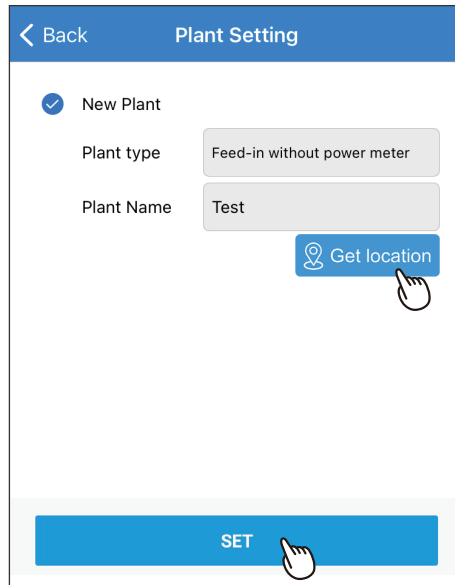 Back Plant Setting
New Plant
Plant type Feed-in without power meter
Plant Name Test
Get location
SET